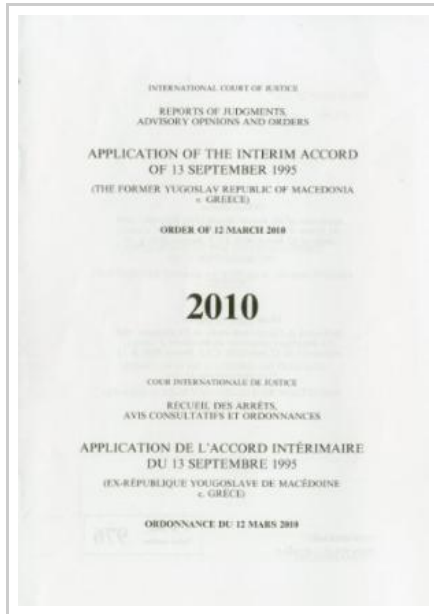 INTERNATIONAL COURT OF JUSTICE
REPORTS OF JUDGMENTS,
ADVISORY OPINIONS AND ORDERS
APPLICATION OF THE INTERIM ACCORD
OF 13 SEPTEMBER 1995
(THE FORMER YUGOSLAV REPUBLIC OF MACEDONIA
v. GREECE)
ORDER OF 12 MARCH 2010
2010
COUR INTERNATIONALE DE JUSTICE
RECUEIL DES ARRÊTS,
AVIS CONSULTATIFS ET ORDONNANCES
APPLICATION DE L'ACCORD INTÉRIMAIRE
DU 13 SEPTEMBRE 1995
(EX-RÉPUBLIQUE YOUGOSLAVE DE MACÉDOINE
c. GRÈCE)
ORDONNANCE DU 12 MARS 2010
976